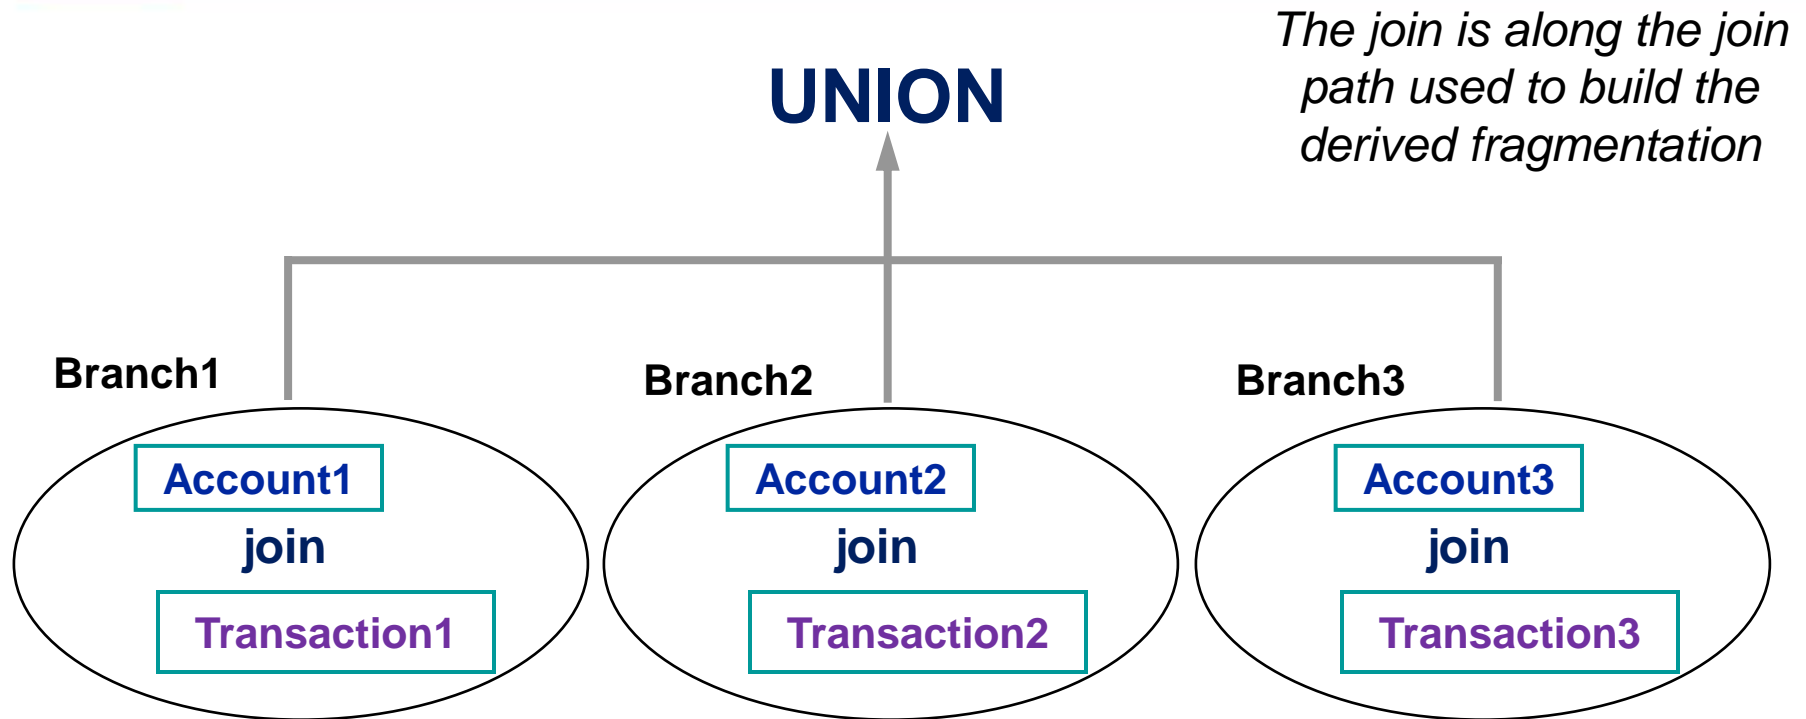 The join is along the join
path used to build the
derived fragmentation
UNION
Branch1
Branch2
Branch3
Account1
join
Transaction1
Account2
join
Transaction2
Account3
join
Transaction3